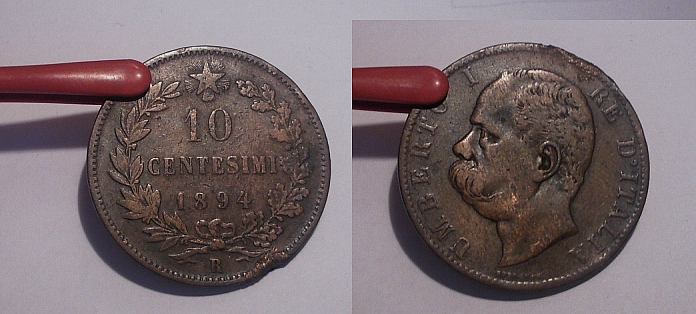 10
CENTESIMI
1894
R
UMBERTO I RE D'ITALIA